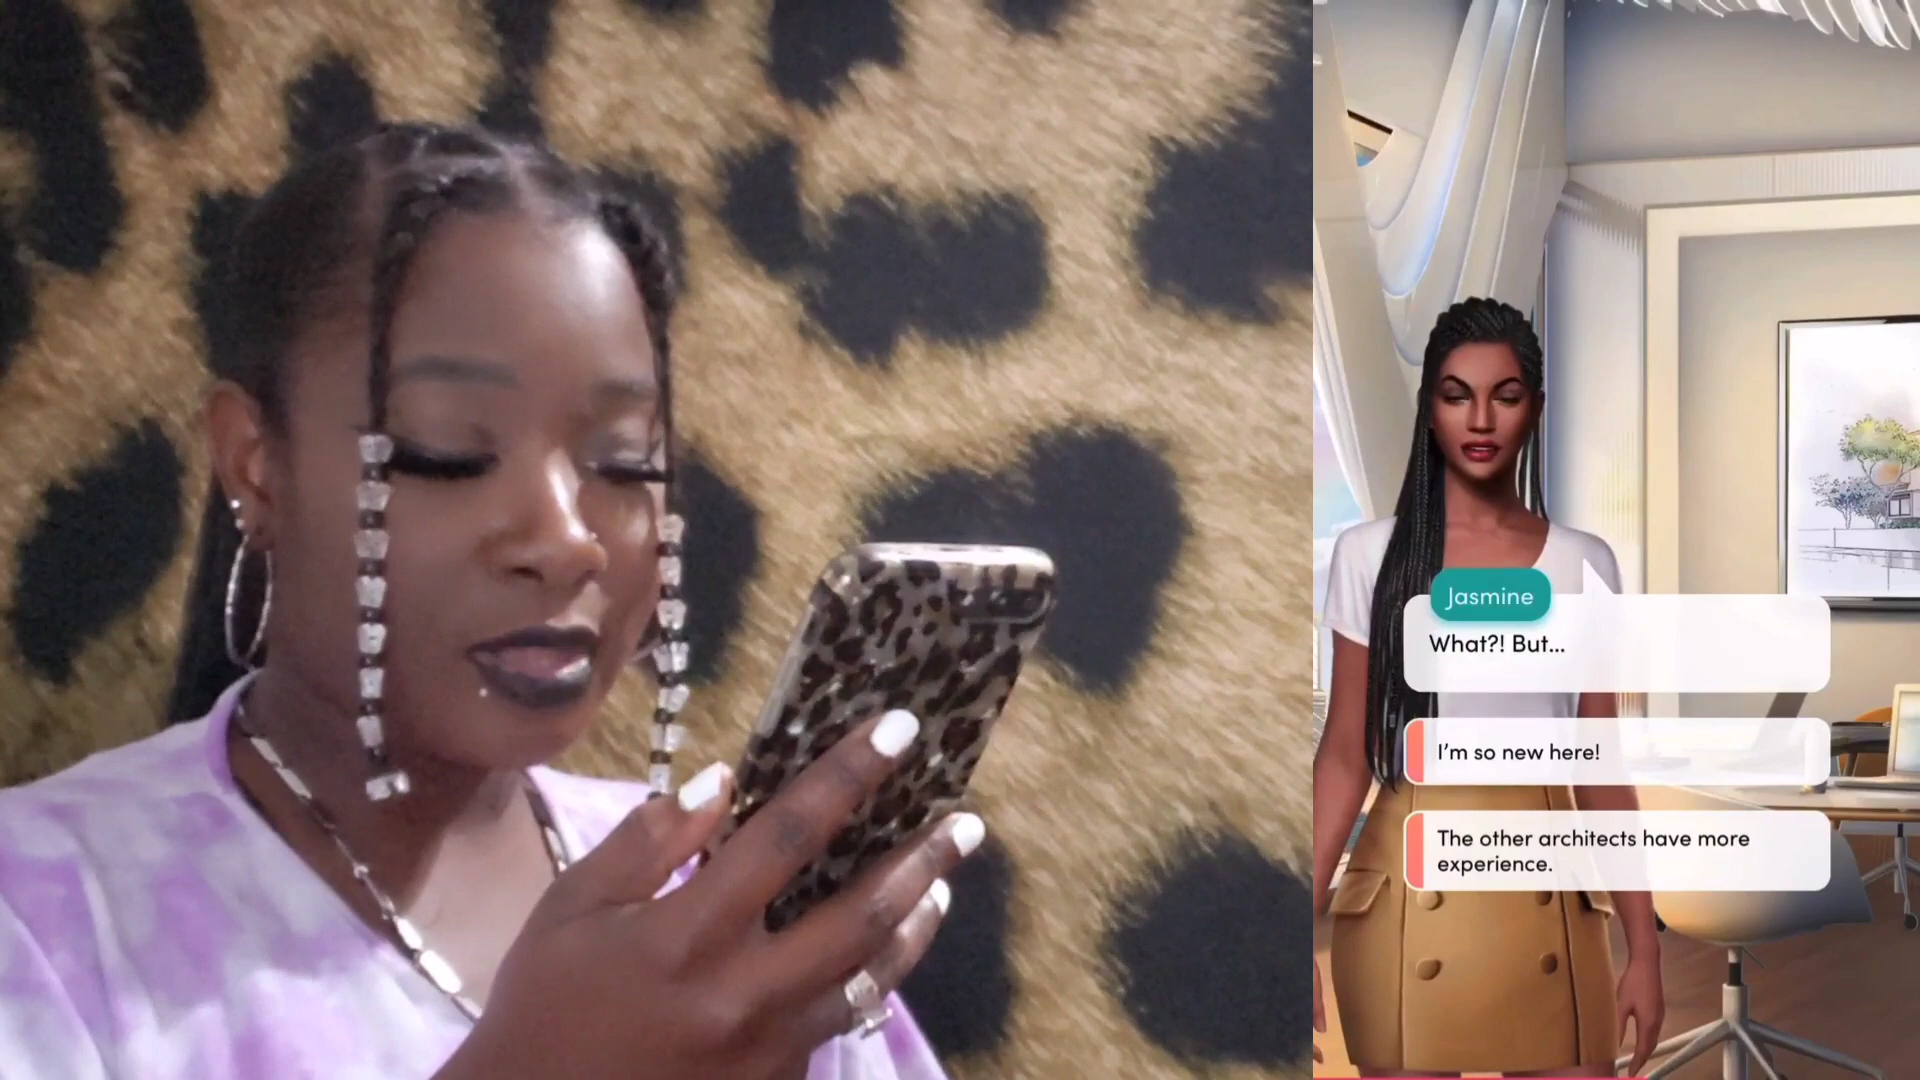 Jasmine
What?! But...
I'm so new here!
The other architects have more
experience.